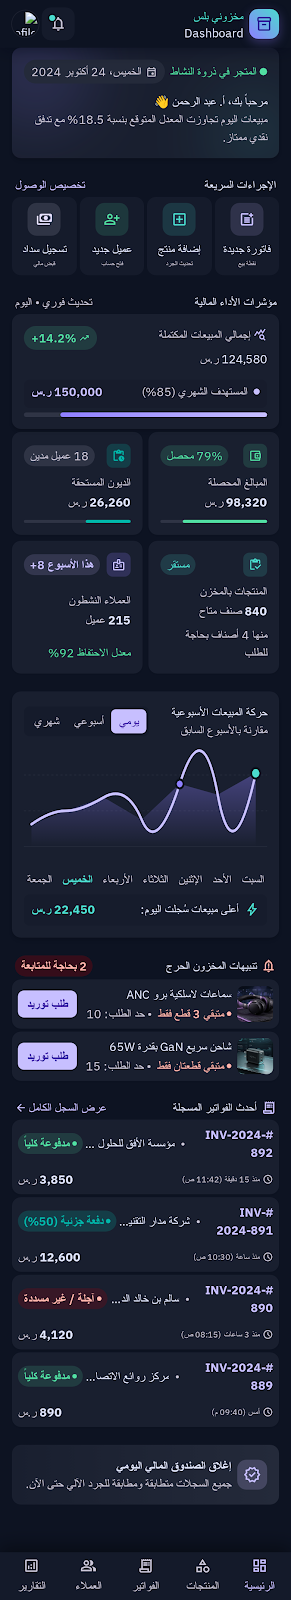 مخزوني بلس
Dashboard
المتجر في ذروة النشاط
الخميس، 24 أكتوبر 2024
مرحباً بك، أ. عبد الرحمن 👋
مبيعات اليوم تجاوزت المعدل المتوقع بنسبة 18.5% مع تدفق
نقدي ممتاز.
الإجراءات السريعة
تخصيص الوصول
فاتورة جديدة
نقطة بيع
إضافة منتج
تحديث الجرد
عميل جديد
فتح حساب
تسجيل سداد
قبض مالي
مؤشرات الأداء المالية
تحديث فوري • اليوم
إجمالي المبيعات المكتملة
+14.2%
124,580 ر.س
المستهدف الشهري (85%)
150,000 ر.س
79% محصل
المبالغ المحصلة
98,320 ر.س
18 عميل مدين
الديون المستحقة
26,260 ر.س
مستقر
المنتجات بالمخزن
840 صنف متاح
منها 4 أصناف بحاجة
للطلب
هذا الأسبوع 8+
العملاء النشطون
215 عميل
معدل الاحتفاظ 92%
حركة المبيعات الأسبوعية
مقارنة بالأسبوع السابق
يومي
أسبوعي
شهري
السبت
الأحد
الإثنين
الثلاثاء
الأربعاء
الخميس
الجمعة
أعلى مبيعات سُجلت اليوم:
22,450 ر.س
تنبيهات المخزون الحرج
2 بحاجة للمتابعة
سماعات لاسلكية برو ANC
متبقي 3 قطع فقط • حد الطلب: 10
طلب توريد
شاحن سريع GaN بقدرة 65W
متبقي قطعتان فقط • حد الطلب: 15
طلب توريد
أحدث الفواتير المسجلة
عرض السجل الكامل ←
INV-2024-#
892
• مؤسسة الأفق للحلول ...
مدفوعة كلياً
منذ 15 دقيقة (11:42 ص)
3,850 ر.س
INV-#
2024-891
• شركة مدار التقنيـ...
دفعة جزئية (50%)
منذ ساعة (10:30 ص)
12,600 ر.س
INV-2024-#
890
• سالم بن خالد الد...
آجلة / غير مسددة
منذ 3 ساعات (08:15 ص)
4,120 ر.س
INV-2024-#
889
• مركز روائع الاتصا...
مدفوعة كلياً
أمس (09:40 م)
890 ر.س
إغلاق الصندوق المالي اليومي
جميع السجلات متطابقة ومطابقة للجرد الآلي حتى الآن.
الرئيسية
المنتجات
الفواتير
العملاء
التقارير